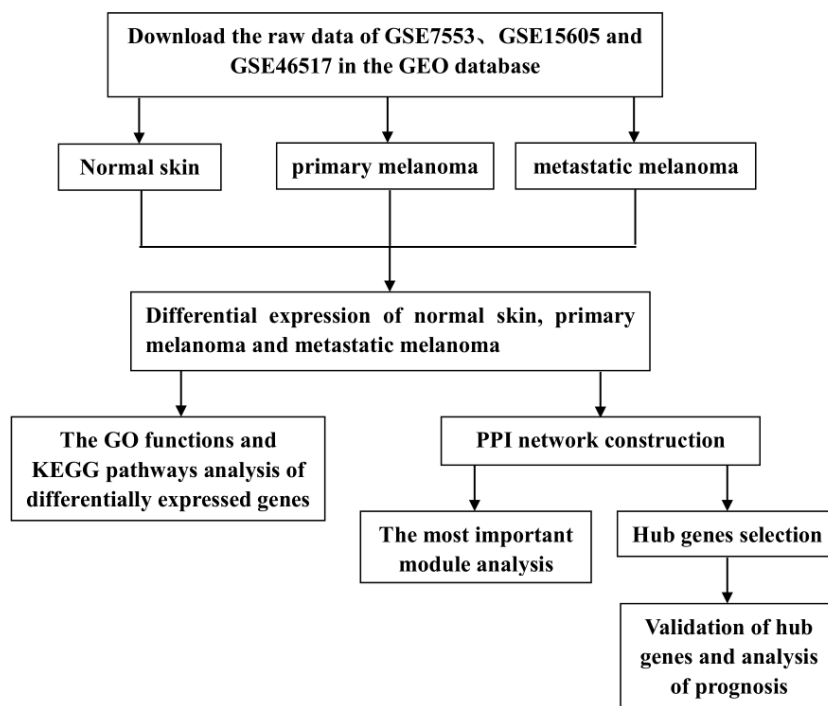 Download the raw data of GSE7553、GSE15605 and
GSE46517 in the GEO database
Normal skin
primary melanoma
metastatic melanoma
Differential expression of normal skin, primary
melanoma and metastatic melanoma
The GO functions and
KEGG pathways analysis of
differentially expressed genes
PPI network construction
The most important
module analysis
Hub genes selection
Validation of hub
genes and analysis
of prognosis